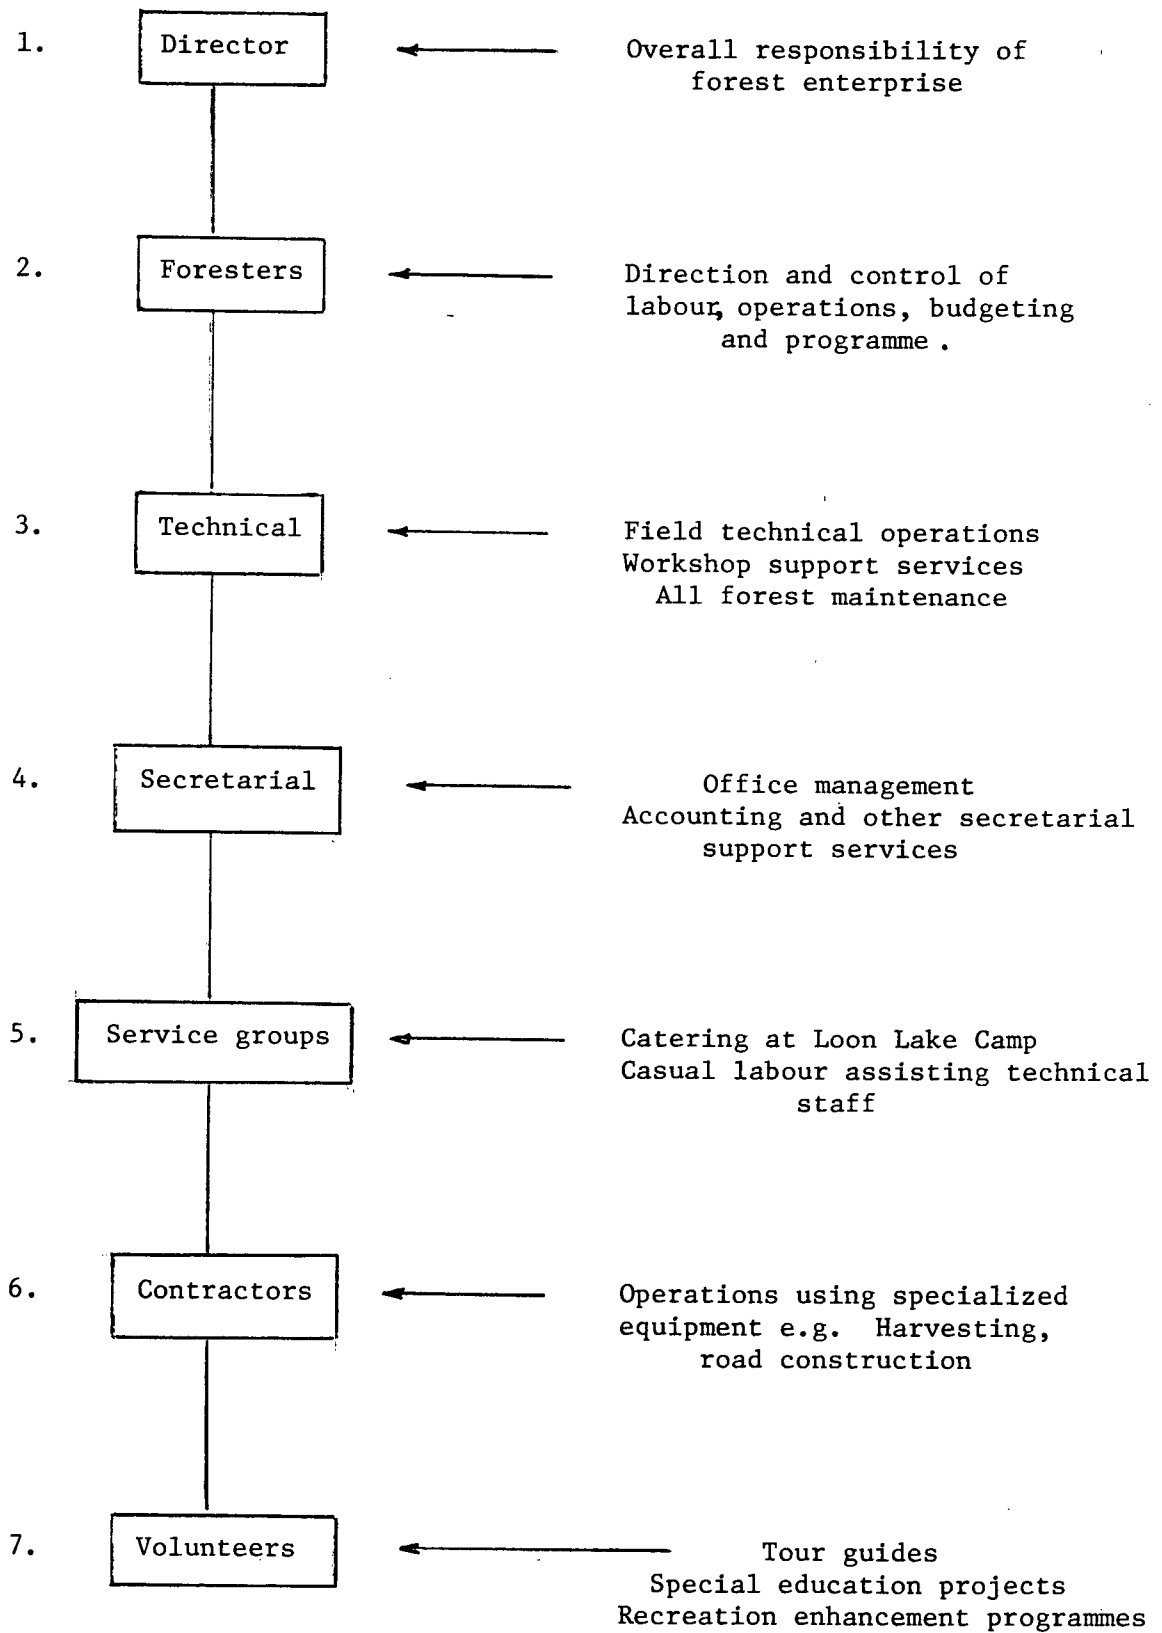 1. Director Overall responsibility of
forest enterprise
2. Foresters Direction and control of
labour, operations, budgeting
and programme .
3. Technical Field technical operations
Workshop support services
All forest maintenance
4. Secretarial Office management
Accounting and other secretarial
support services
5. Service groups Catering at Loon Lake Camp
Casual labour assisting technical
staff
6. Contractors Operations using specialized
equipment e.g. Harvesting,
road construction
7. Volunteers Tour guides
Special education projects
Recreation enhancement programmes